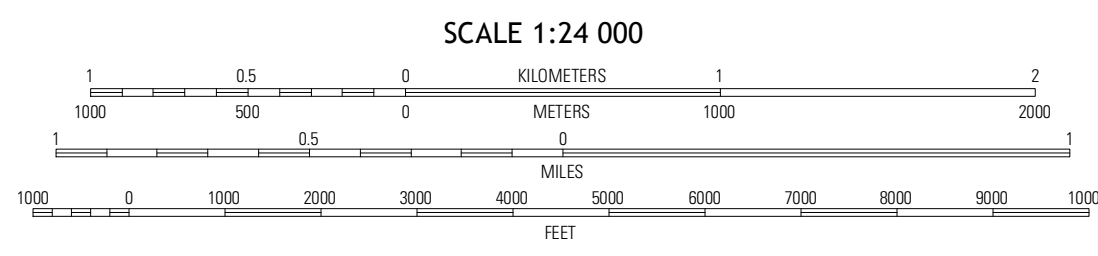 SCALE 1:24 000
1 0.5 0 KILOMETERS 1 2
1000 500 0 METERS 1000 2000
1 0.5 0 1
MILES
1000 0 1000 2000 3000 4000 5000 6000 7000 8000 9000 1000
FEET